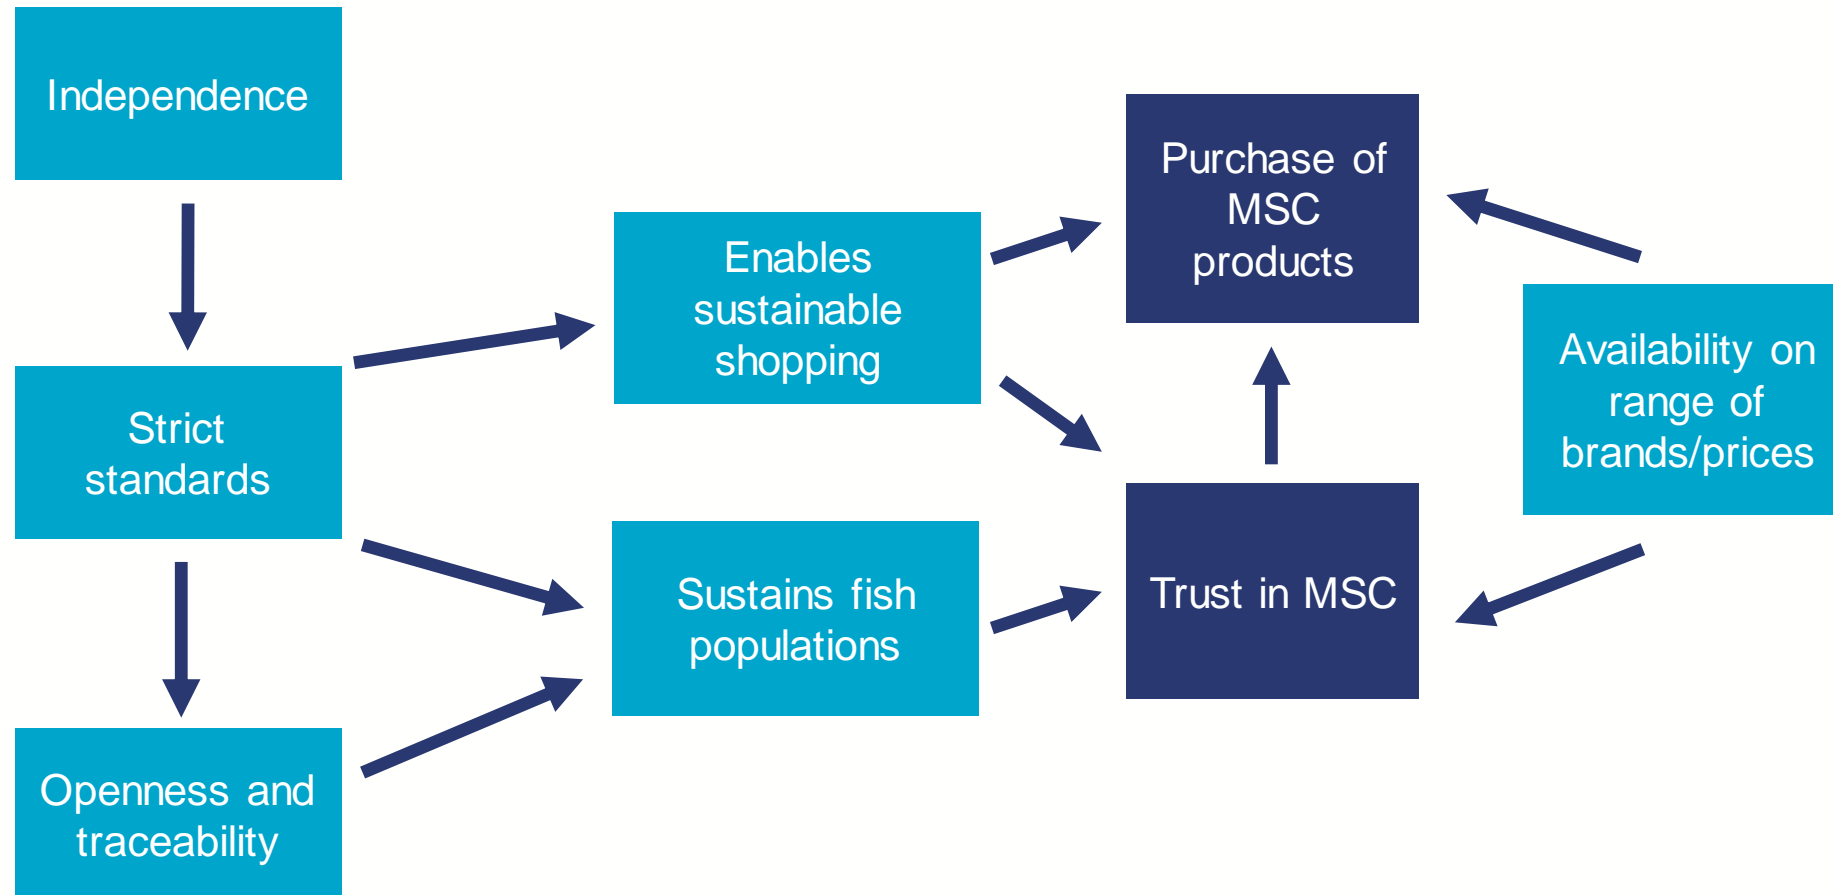 Independence
Strict
standards
Openness and
traceability
Enables
sustainable
shopping
Sustains fish
populations
Purchase of
MSC
products
Trust in MSC
Availability on
range of
brands/prices